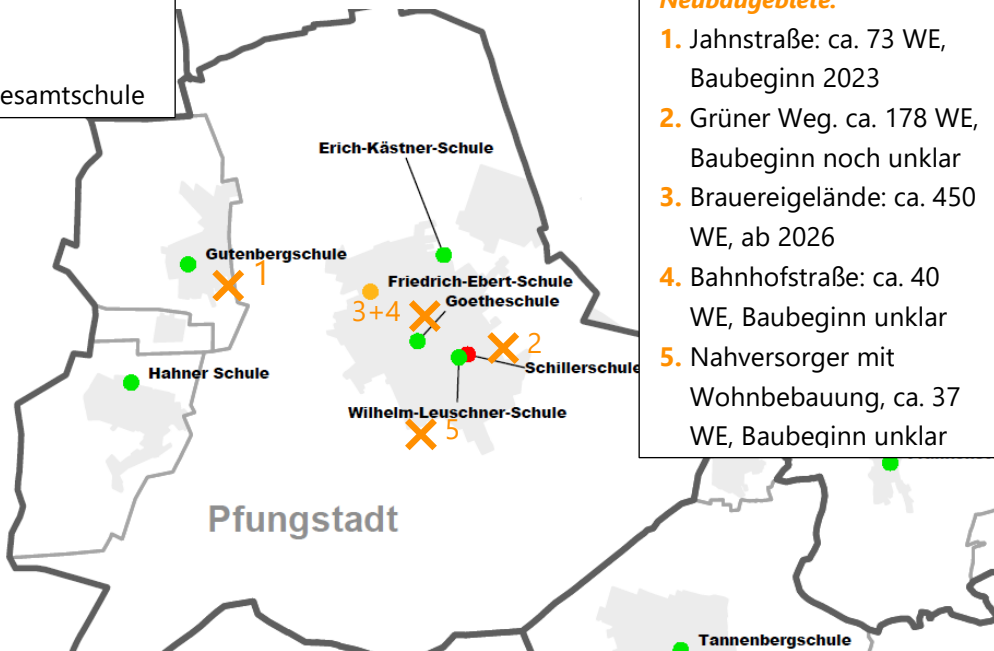 esamtschule
Neubaugebiete:
1. Jahnstraße: ca. 73 WE,
Baubeginn 2023
2. Grüner Weg. ca. 178 WE,
Baubeginn noch unklar
3. Brauereigelände: ca. 450
WE, ab 2026
4. Bahnhofstraße: ca. 40
WE, Baubeginn unklar
5. Nahversorger mit
Wohnbebauung, ca. 37
WE, Baubeginn unklar
Erich-Kästner-Schule
Gutenbergschule
1
Friedrich-Ebert-Schule
Goetheschule
3+4
2
Schillerschule
Hahner Schule
Wilhelm-Leuschner-Schule
5
Pfungstadt
Tannenbergschule